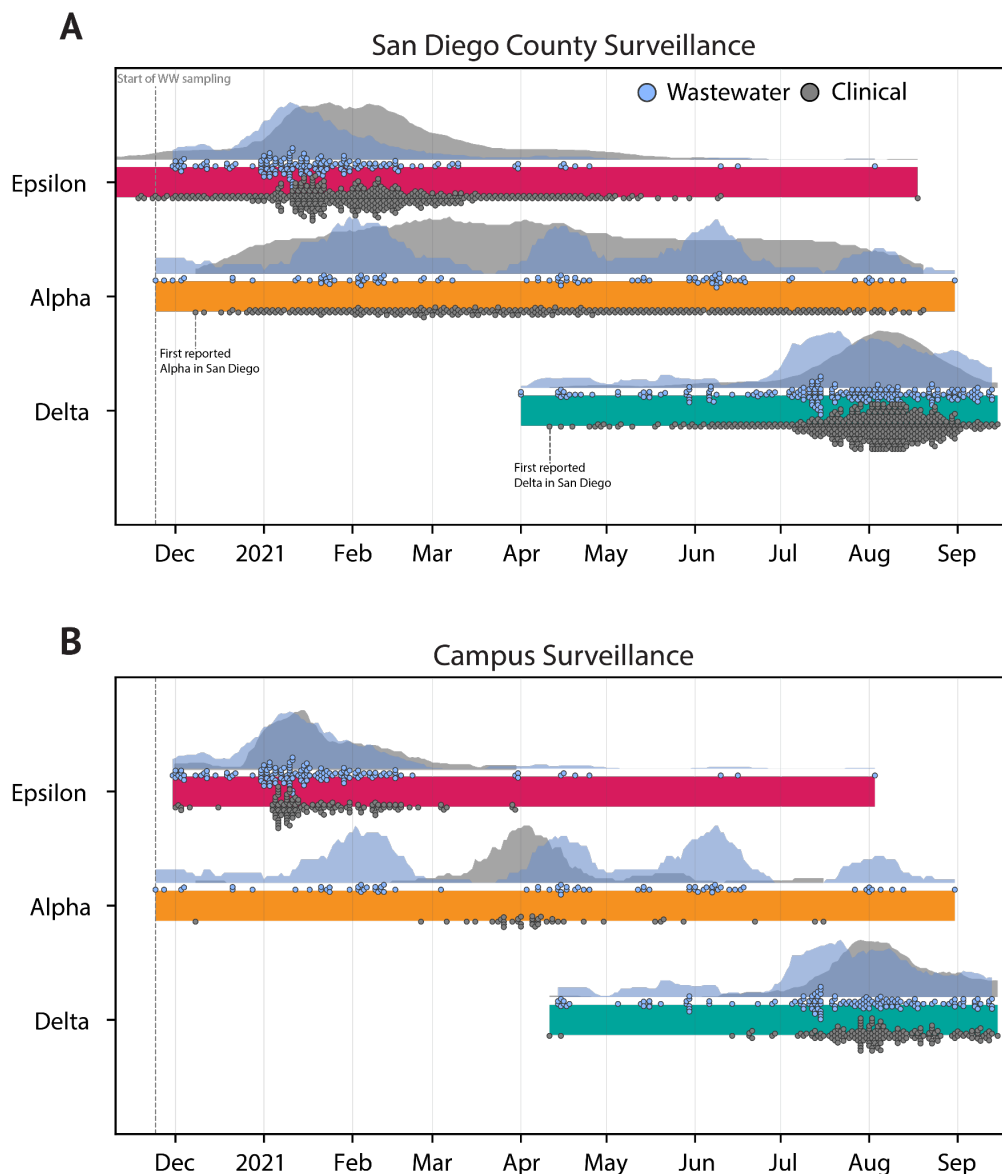 A
San Diego County Surveillance
Start of WW sampling
Wastewater Clinical
Epsilon
Alpha
First reported
Alpha in San Diego
Delta
First reported
Delta in San Diego
Dec 2021 Feb Mar Apr May Jun Jul Aug Sep
B
Campus Surveillance
Epsilon
Alpha
Delta
Dec 2021 Feb Mar Apr May Jun Jul Aug Sep